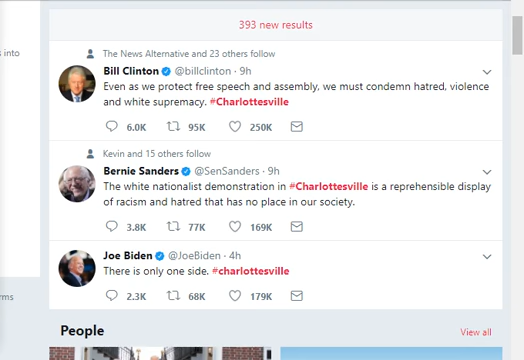 393 new results
s into
The News Alternative and 23 others follow
Bill Clinton @billclinton · 9h
Even as we protect free speech and assembly, we must condemn hatred, violence
and white supremacy. #Charlottesville
6.0K 95K 250K
Kevin and 15 others follow
Bernie Sanders @SenSanders · 9h
The white nationalist demonstration in #Charlottesville is a reprehensible display
of racism and hatred that has no place in our society.
3.8K 77K 169K
Joe Biden @JoeBiden · 4h
There is only one side. #charlottesville
2.3K 68K 179K
rms
People View all